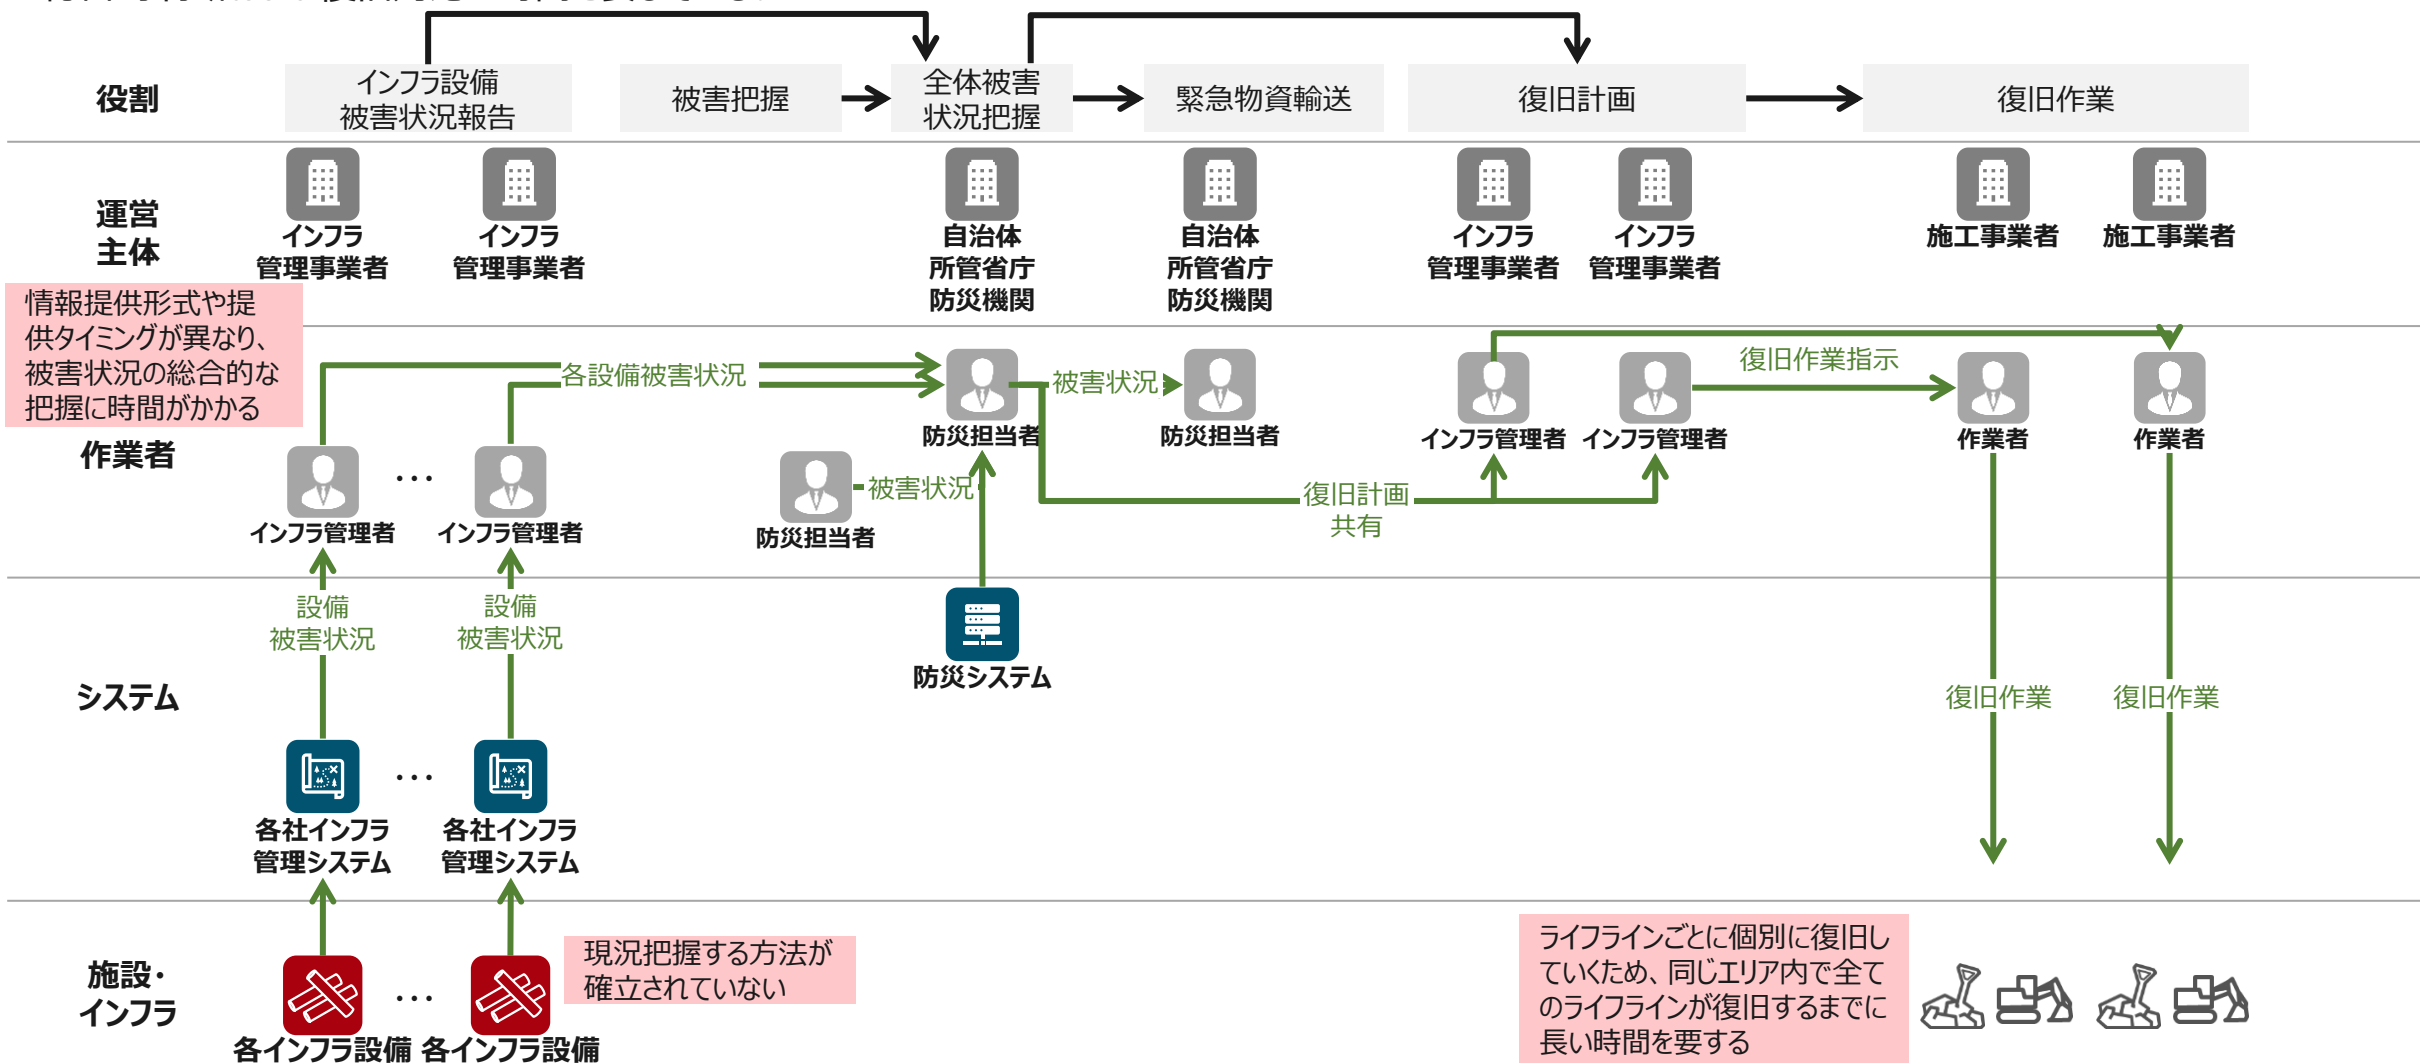 役割
インフラ設備
被害状況報告
被害把握
全体被害
状況把握
緊急物資輸送
復旧計画
復旧作業
運営
主体
インフラ
管理事業者
インフラ
管理事業者
自治体
所管省庁
防災機関
自治体
所管省庁
防災機関
インフラ
管理事業者
インフラ
管理事業者
施工事業者
施工事業者
情報提供形式や提
供タイミングが異なり、
被害状況の総合的な
把握に時間がかかる
作業者
各設備被害状況
被害状況
復旧作業指示
防災担当者
防災担当者
インフラ管理者
インフラ管理者
作業者
作業者
…
被害状況
復旧計画
共有
インフラ管理者
インフラ管理者
防災担当者
システム
設備
被害状況
設備
被害状況
防災システム
復旧作業
復旧作業
…
各社インフラ
管理システム
各社インフラ
管理システム
施設・
インフラ
…
現況把握する方法が
確立されていない
各インフラ設備
各インフラ設備
ライフラインごとに個別に復旧し
ていくため、同じエリア内で全て
のライフラインが復旧するまでに
長い時間を要する